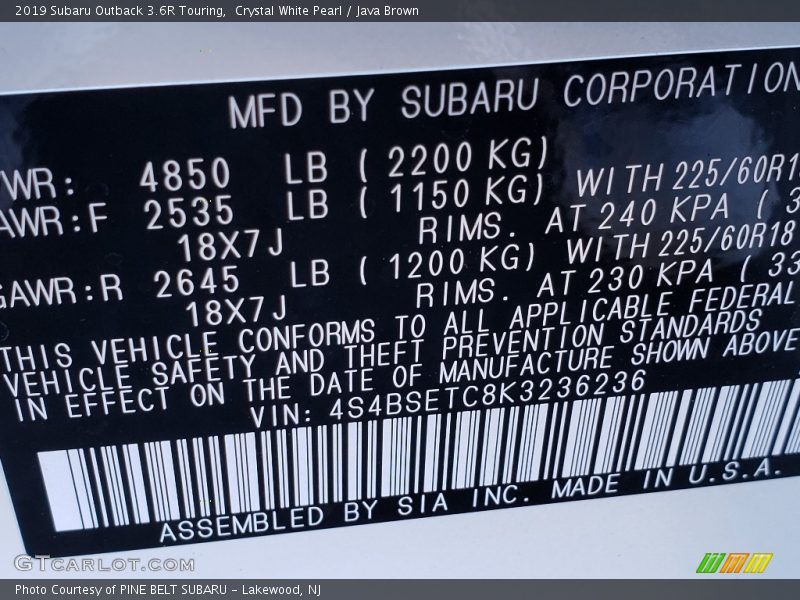 2019 Subaru Outback 3.6R Touring,  Crystal White Pearl / Java Brown
MFD BY SUBARU CORPORATION
VWR: 4850 LB ( 2200 KG)
AWR:F 2535 LB ( 1150 KG) WITH 225/60R1
18X7J RIMS. AT 240 KPA ( 3
GAWR:R 2645 LB ( 1200 KG) WITH 225/60R18
18X7J RIMS. AT 230 KPA ( 33
THIS VEHICLE CONFORMS TO ALL APPLICABLE FEDERAL
VEHICLE SAFETY AND THEFT PREVENTION STANDARDS
IN EFFECT ON THE DATE OF MANUFACTURE SHOWN ABOVE
VIN: 4S4BSETC8K3236236
ASSEMBLED BY SIA INC. MADE IN U.S.A.
GTCARLOT.COM
Photo Courtesy of PINE BELT SUBARU - Lakewood, NJ